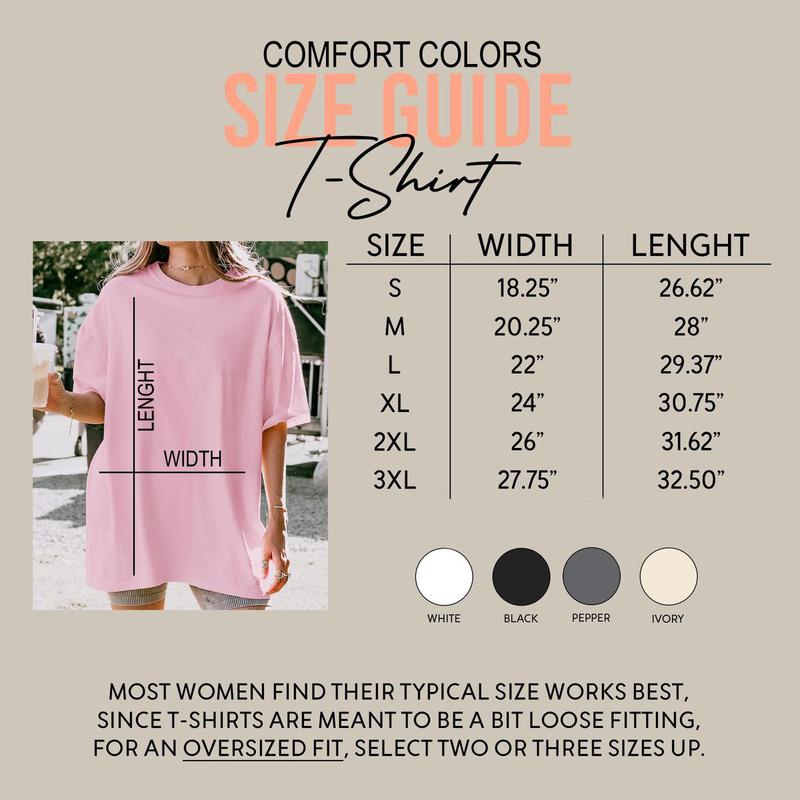 COMFORT COLORS
SIZE GUIDE
T-Shirt
SIZE WIDTH LENGHT
S 18.25” 26.62”
M 20.25” 28”
L 22” 29.37”
XL 24” 30.75”
2XL 26” 31.62”
3XL 27.75” 32.50”
LENGHT
WIDTH
WHITE BLACK PEPPER IVORY
MOST WOMEN FIND THEIR TYPICAL SIZE WORKS BEST,
SINCE T-SHIRTS ARE MEANT TO BE A BIT LOOSE FITTING,
FOR AN OVERSIZED FIT, SELECT TWO OR THREE SIZES UP.